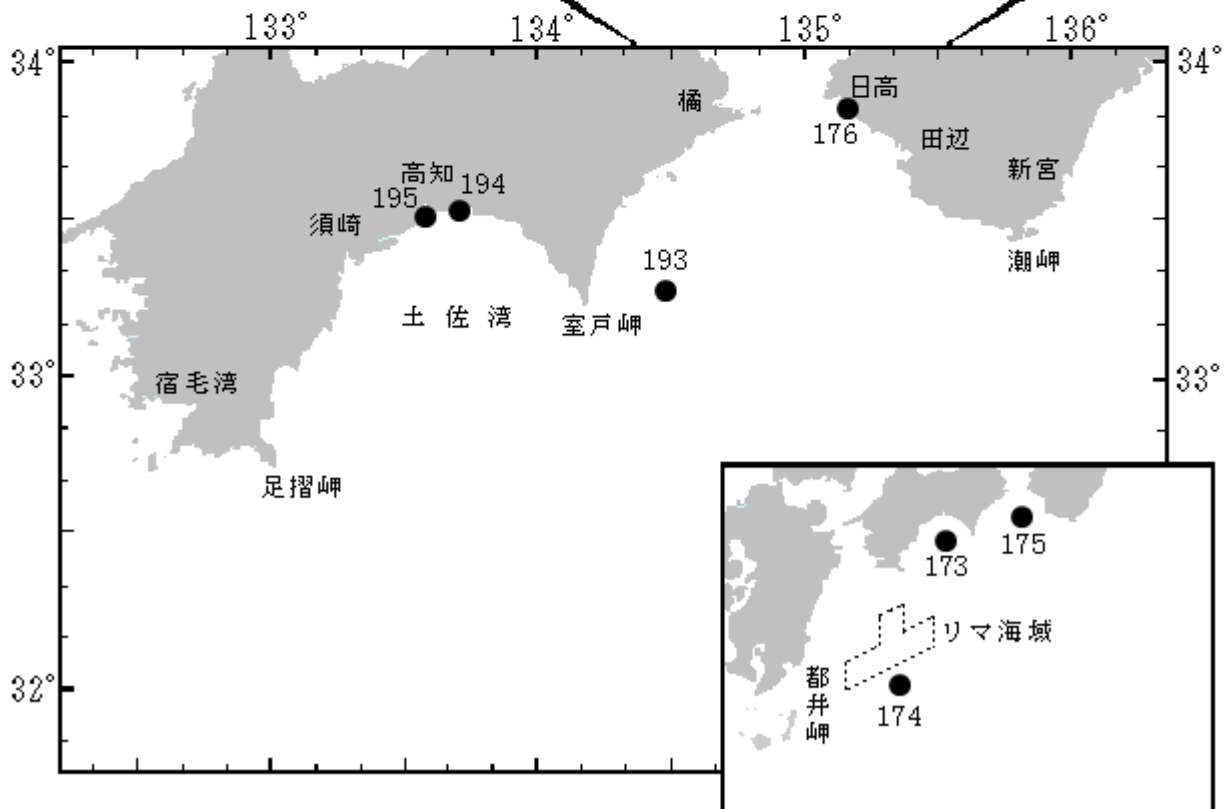 133° 134° 135° 136°
34° 34°
橘
日高
176
田辺
高知
新宮
195 194
須崎
193
潮岬
土佐湾
室戸岬
33° 33°
宿毛湾
足摺岬
175
173
リマ海域
32°
都井岬
174